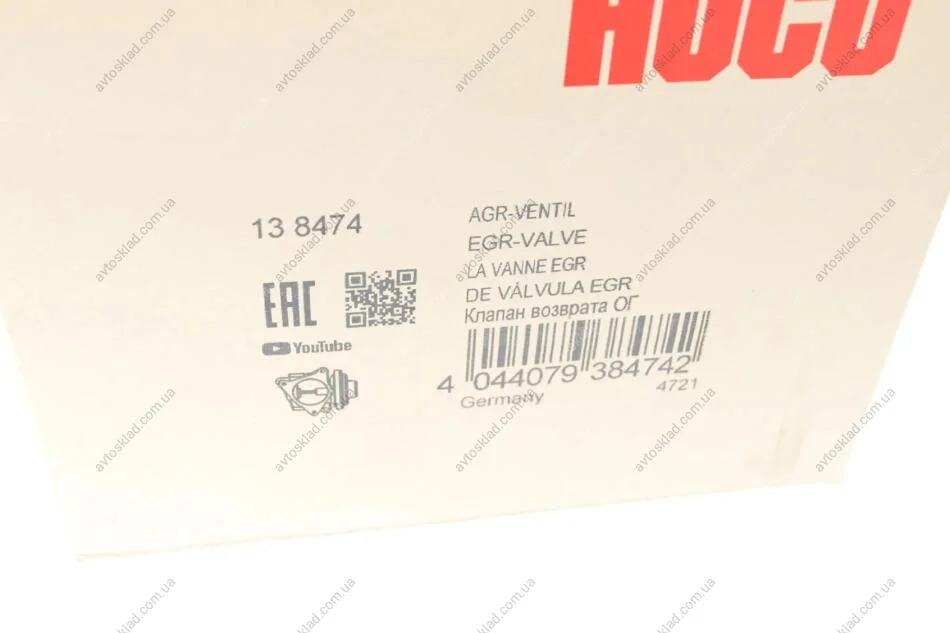 HUCO
13 8474
AGR-VENTIL
EGR-VALVE
LA VANNE EGR
DE VÁLVULA EGR
Клапан возврата ОГ
EAC
YouTube
4 044079 384742
4721
Germany
avtosklad.com.ua